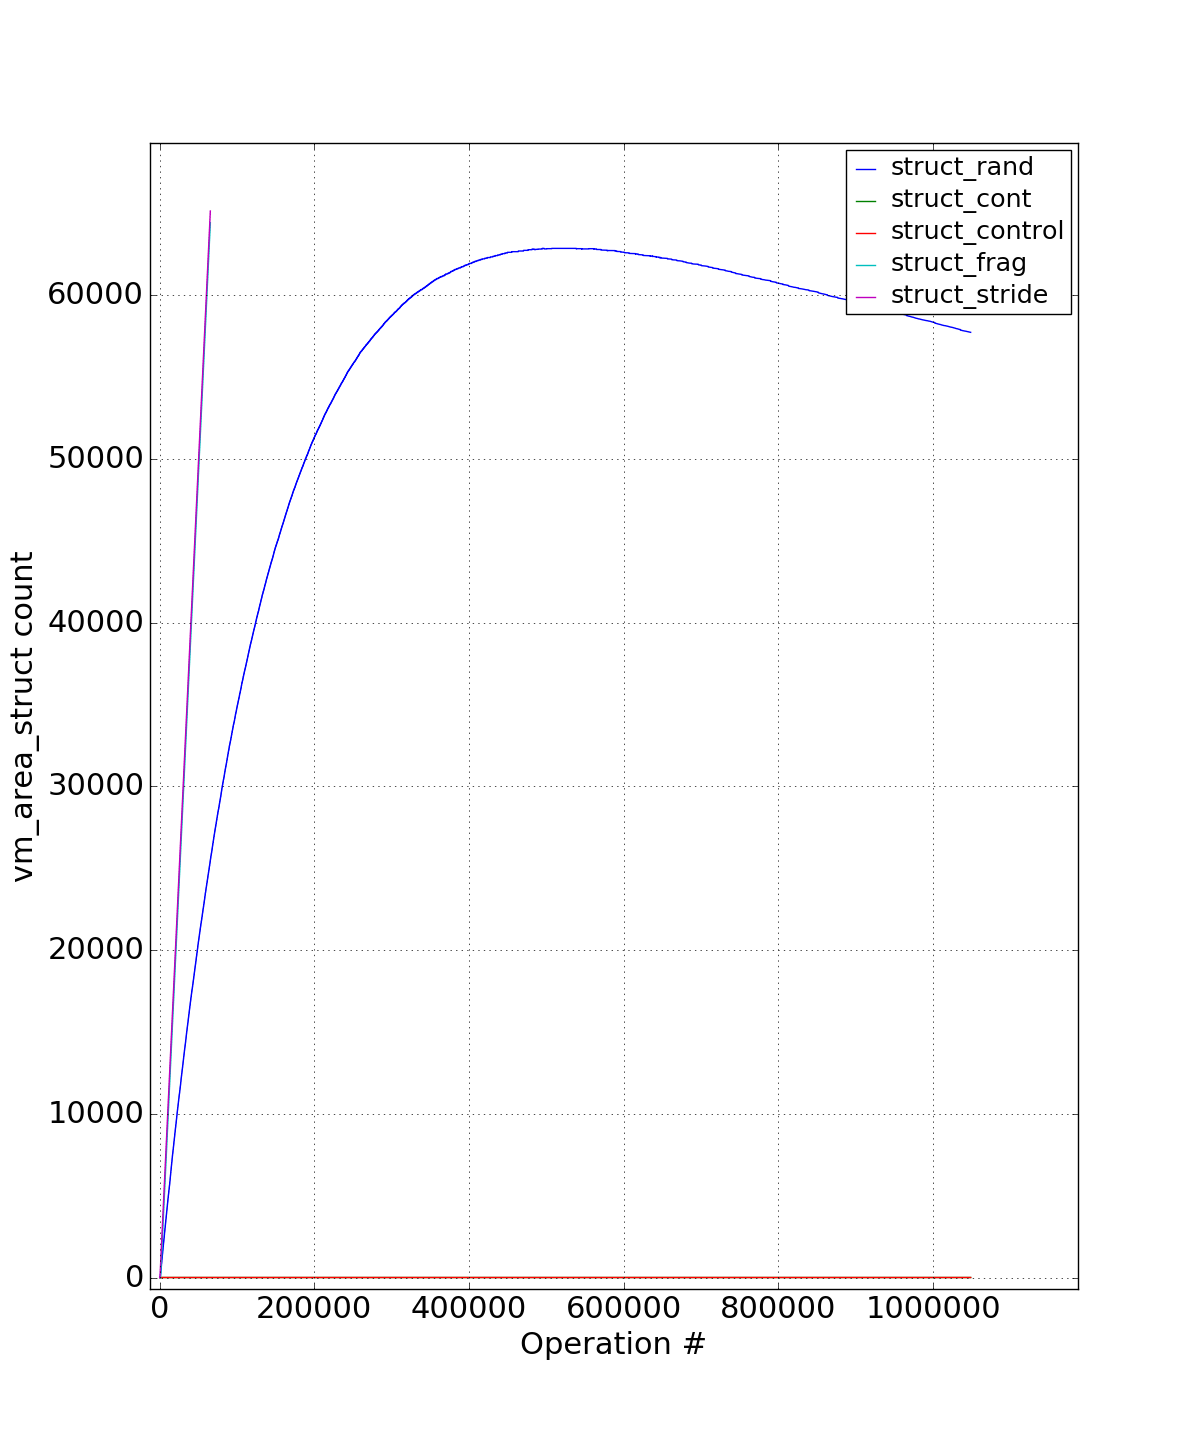 struct_rand
struct_cont
struct_control
struct_frag
struct_stride
vm_area_struct count
60000
50000
40000
30000
20000
10000
0
0 200000 400000 600000 800000 1000000
Operation #